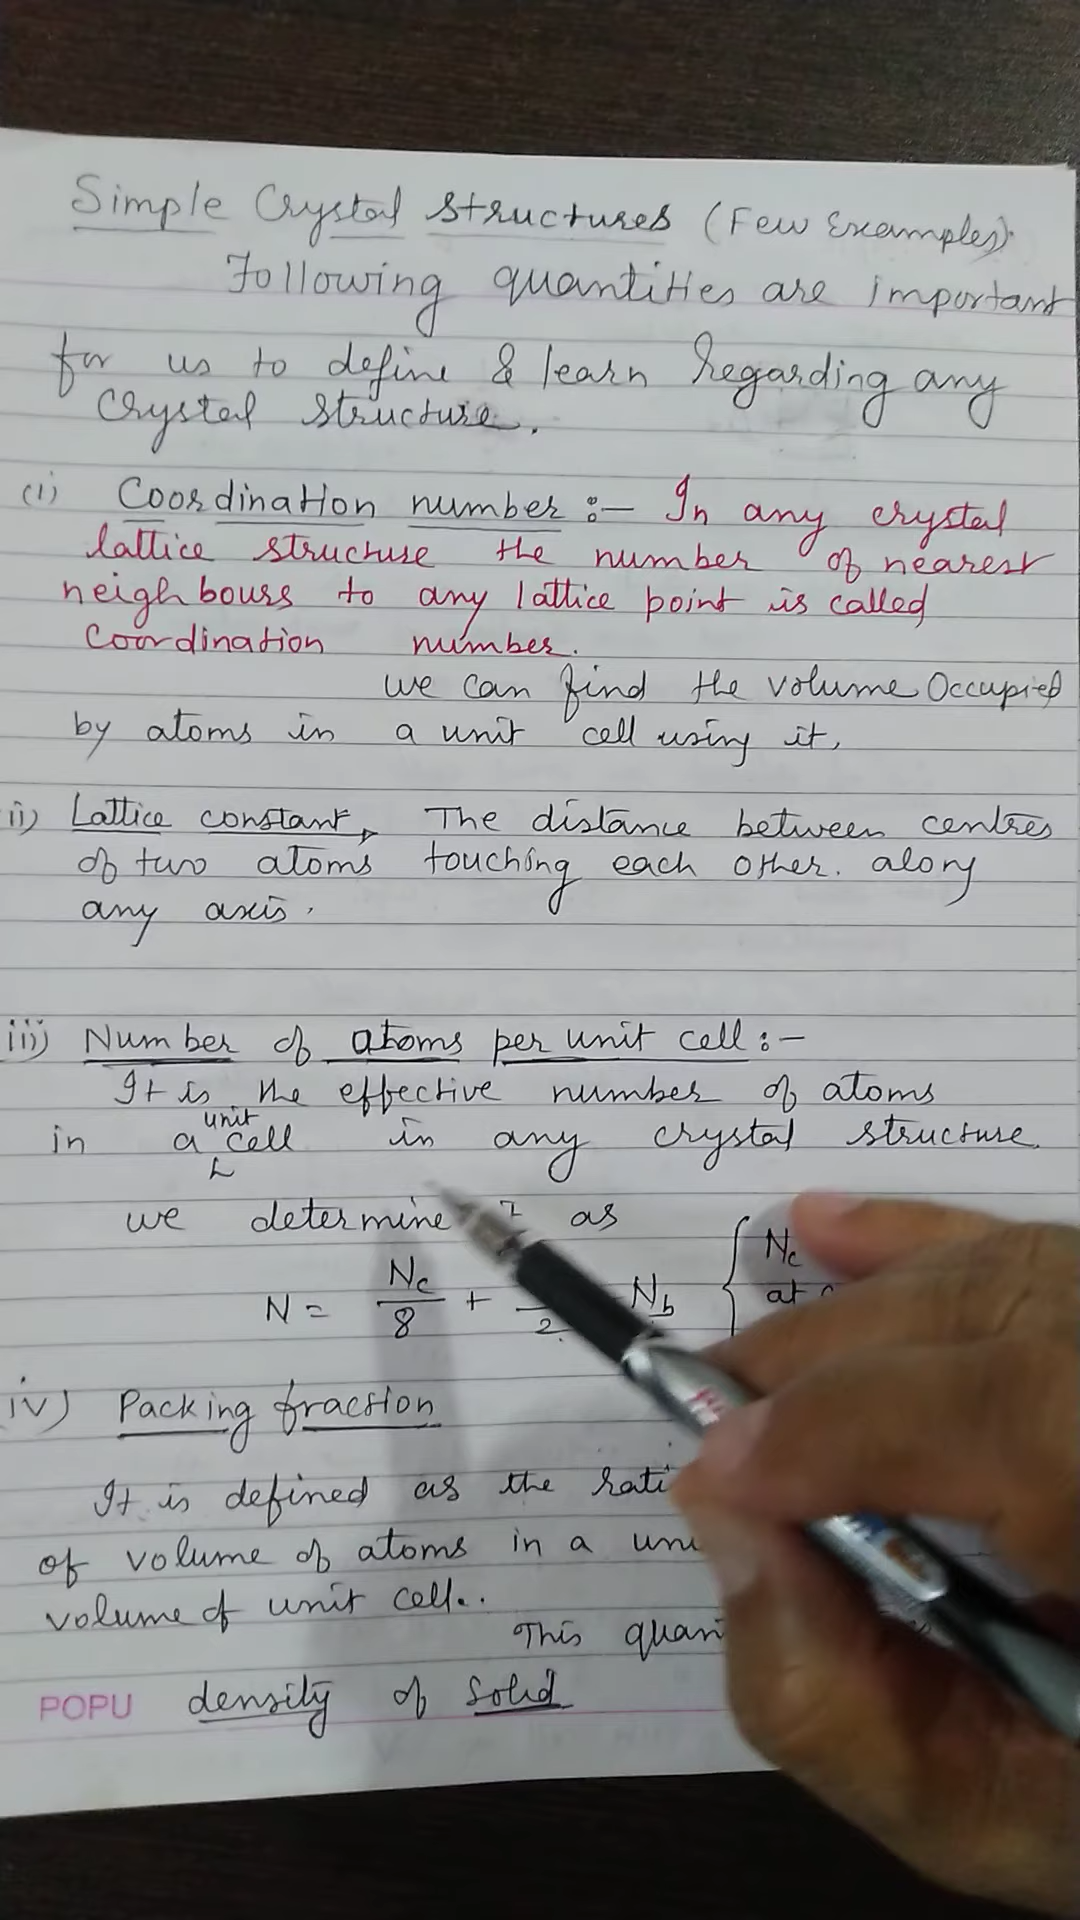 Simple Crystal Structures (Few Examples).
Following quantities are important
for us to define & learn Regarding any
Crystal Structure.
(i) Coordination number :- In any crystal
lattice structure the number of nearest
neighbours to any lattice point is called
Coordination number.
we can find the volume occupied
by atoms in a unit cell using it.
ii) Lattice constant, The distance between centres
of two atoms touching each other. along
any axis.
iii) Number of atoms per unit cell :-
It is the effective number of atoms
unit
in a cell in any crystal structure.
we determine as
N = Nc/8 + /2 Nb { Nc
at
iv) Packing fraction
It is defined as the
of volume of atoms in a
volume of unit cell..
This
density of solid
POPU